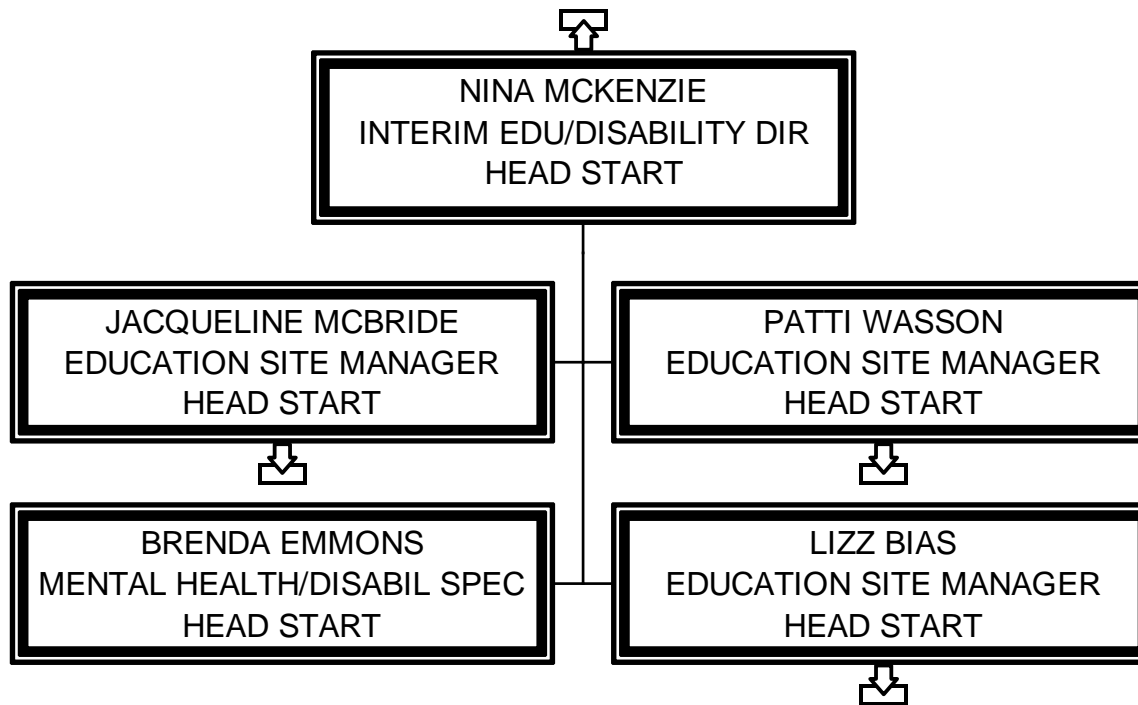 NINA MCKENZIE
INTERIM EDU/DISABILITY DIR
HEAD START
JACQUELINE MCBRIDE
EDUCATION SITE MANAGER
HEAD START
PATTI WASSON
EDUCATION SITE MANAGER
HEAD START
BRENDA EMMONS
MENTAL HEALTH/DISABIL SPEC
HEAD START
LIZZ BIAS
EDUCATION SITE MANAGER
HEAD START